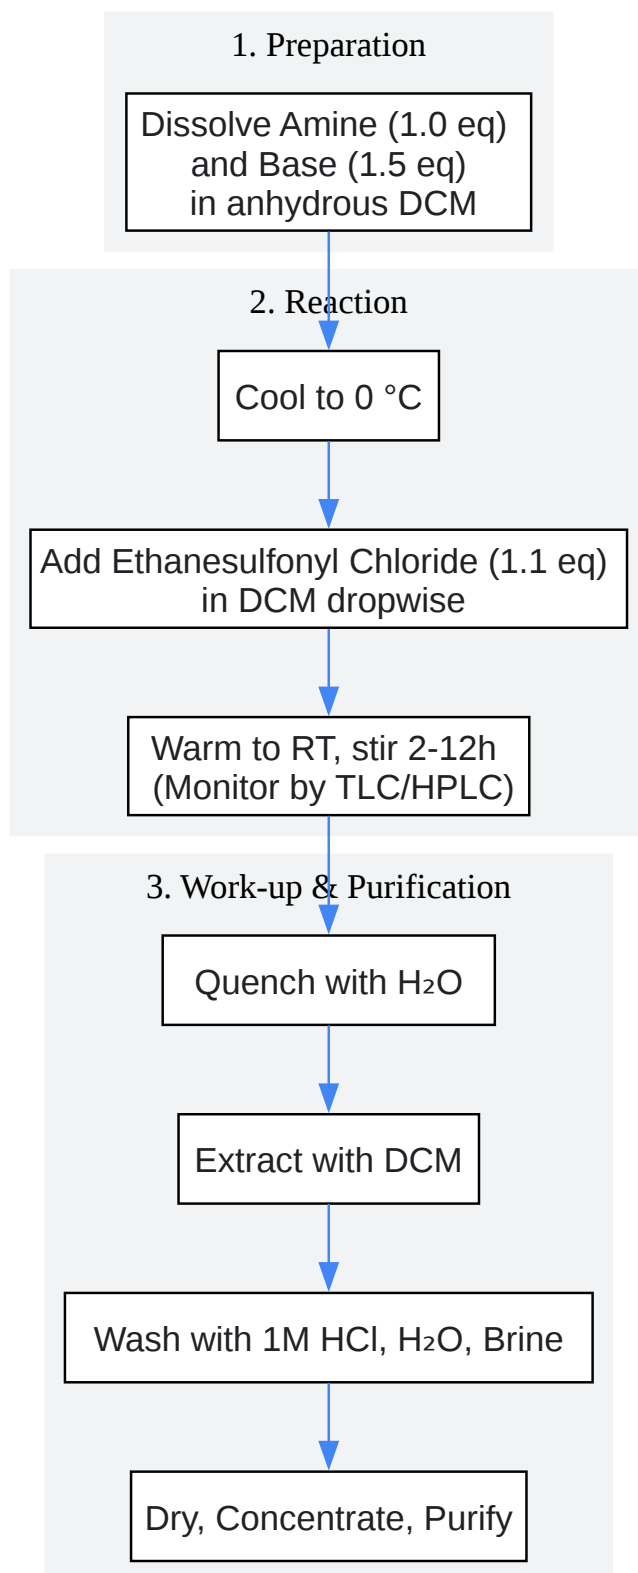 1. Preparation
Dissolve Amine (1.0 eq)
and Base (1.5 eq)
in anhydrous DCM
2. Reaction
Cool to 0 °C
Add Ethanesulfonyl Chloride (1.1 eq)
in DCM dropwise
Warm to RT, stir 2-12h
(Monitor by TLC/HPLC)
3. Work-up & Purification
Quench with H₂O
Extract with DCM
Wash with 1M HCl, H₂O, Brine
Dry, Concentrate, Purify